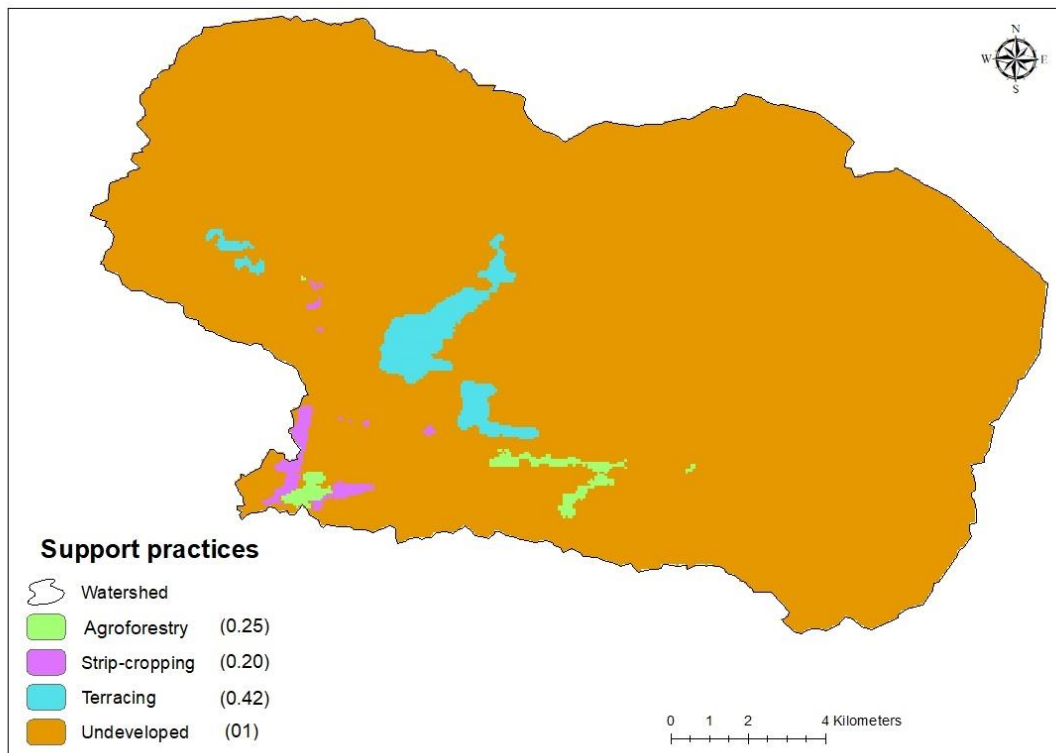 N
W E
S
Support practices
Watershed
Agroforestry (0.25)
Strip-cropping (0.20)
Terracing (0.42)
Undeveloped (01)
0 1 2 4 Kilometers